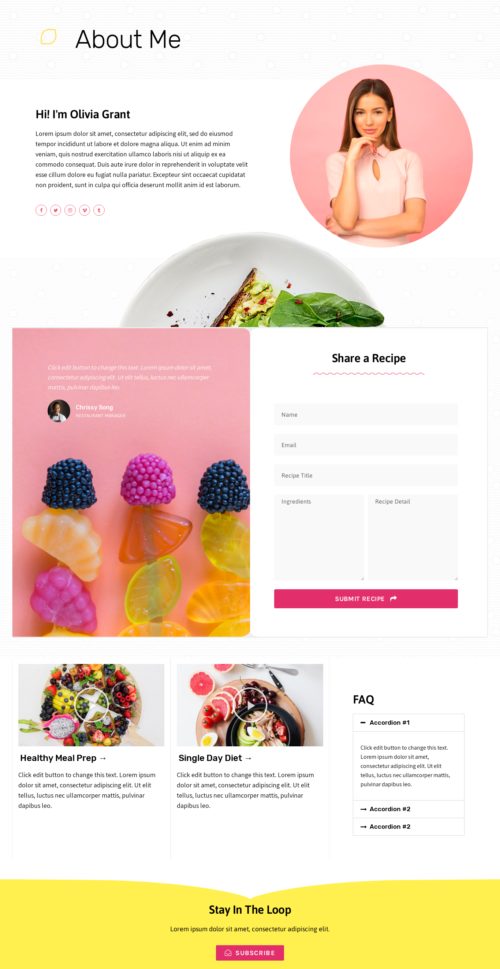 About Me
Hi! I'm Olivia Grant
Lorem ipsum dolor sit amet, consectetur adipiscing elit, sed do eiusmod
tempor incididunt ut labore et dolore magna aliqua. Ut enim ad minim
veniam, quis nostrud exercitation ullamco laboris nisi ut aliquip ex ea
commodo consequat. Duis aute irure dolor in reprehenderit in voluptate velit
esse cillum dolore eu fugiat nulla pariatur. Excepteur sint occaecat cupidatat
non proident, sunt in culpa qui officia deserunt mollit anim id est laborum.
Click edit button to change this text. Lorem ipsum dolor sit amet,
consectetur adipiscing elit. Ut elit tellus, luctus nec ullamcorper
mattis, pulvinar dapibus leo.
Chrissy Song
RESTAURANT MANAGER
Share a Recipe
Name
Email
Recipe Title
Ingredients
Recipe Detail
SUBMIT RECIPE
Healthy Meal Prep →
Click edit button to change this text. Lorem ipsum
dolor sit amet, consectetur adipiscing elit. Ut elit
tellus, luctus nec ullamcorper mattis, pulvinar
dapibus leo.
Single Day Diet →
Click edit button to change this text. Lorem ipsum
dolor sit amet, consectetur adipiscing elit. Ut elit
tellus, luctus nec ullamcorper mattis, pulvinar
dapibus leo.
FAQ
Accordion #1
Click edit button to change this text. Lorem
ipsum dolor sit amet, consectetur
adipiscing elit. Ut elit tellus, luctus nec
ullamcorper mattis, pulvinar dapibus leo.
Accordion #2
Accordion #2
Stay In The Loop
Lorem ipsum dolor sit amet, consectetur adipiscing elit.
SUBSCRIBE